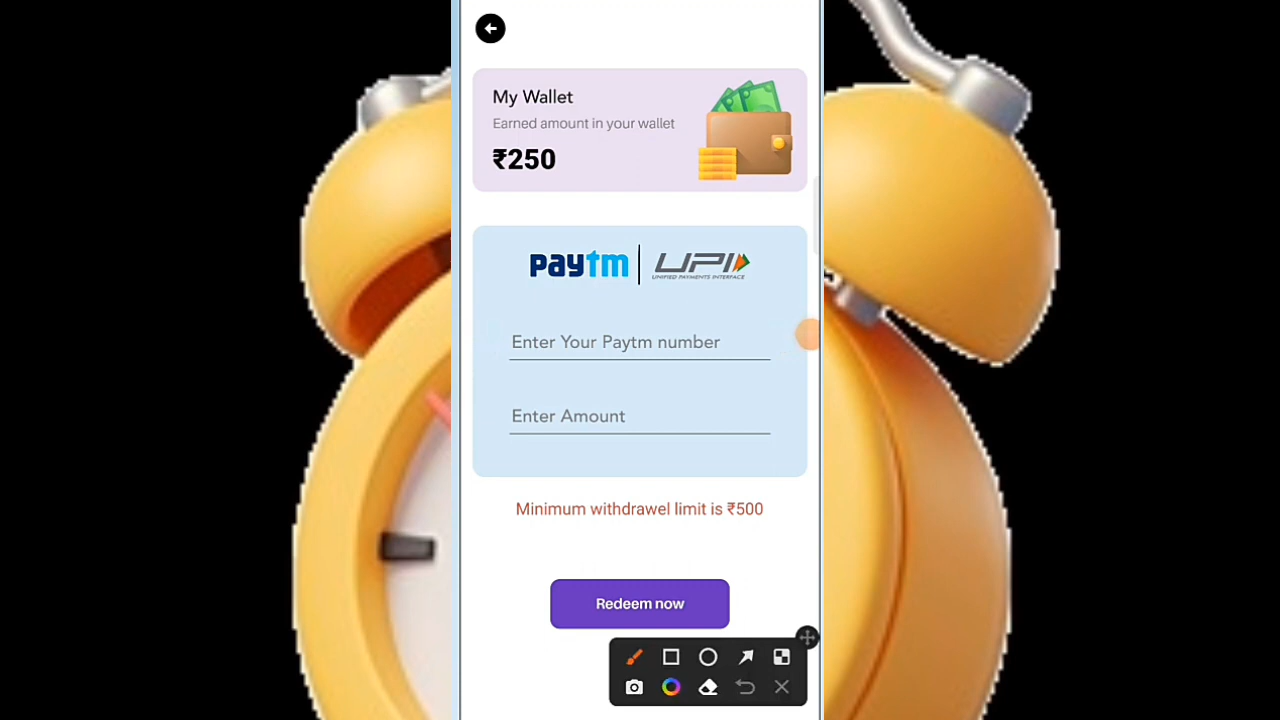 My Wallet
Earned amount in your wallet
₹250
paytm | UPI
UNIFIED PAYMENTS INTERFACE
Enter Your Paytm number
Enter Amount
Minimum withdrawel limit is ₹500
Redeem now